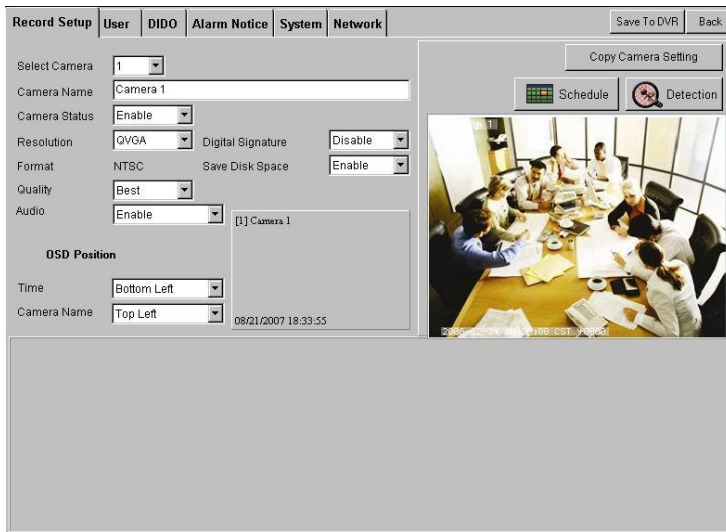 Record Setup User DIDO Alarm Notice System Network Save To DVR Back
Copy Camera Setting
Select Camera 1
Camera Name Camera 1
Schedule Detection
Camera Status Enable
Resolution QVGA Digital Signature Disable
Format NTSC Save Disk Space Enable
Quality Best
Audio Enable
[1] Camera 1
OSD Position
Time Bottom Left
Camera Name Top Left
08/21/2007 18:33:55